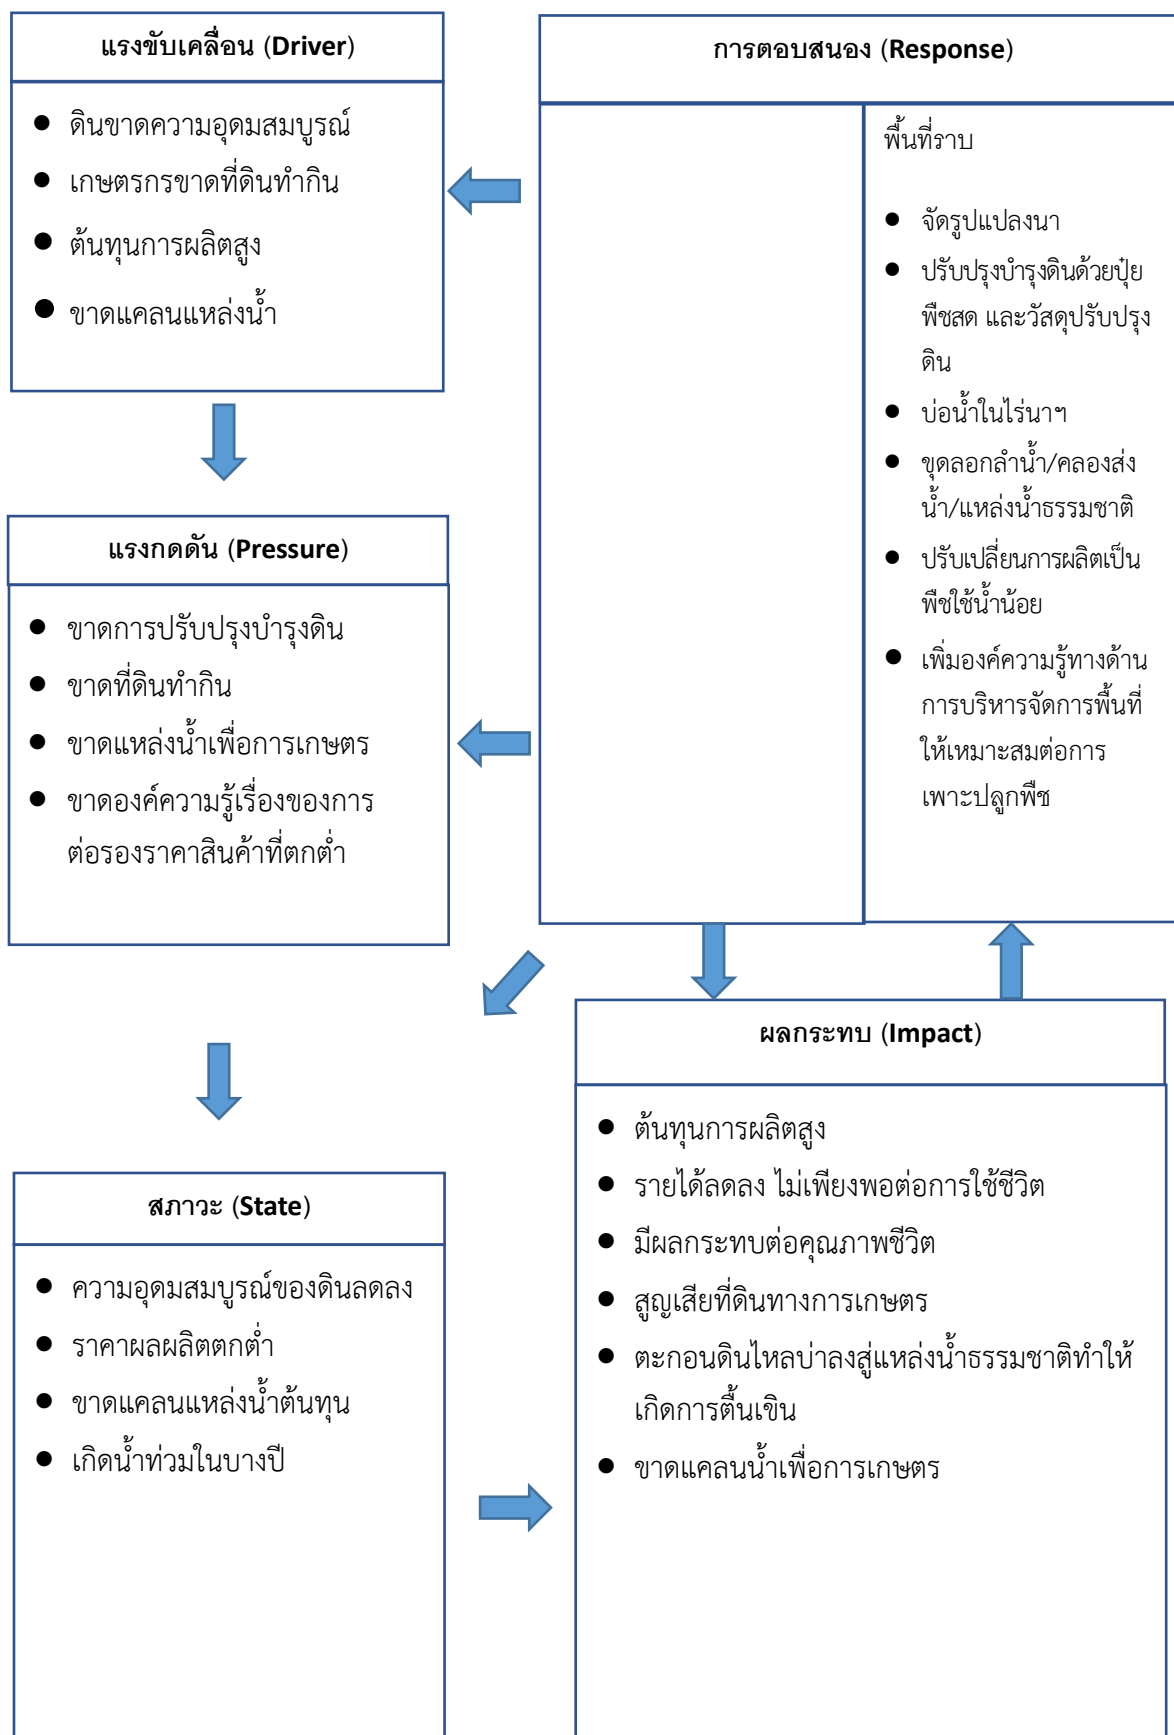 แรงขับเคลื่อน (Driver)
● ดินขาดความอุดมสมบูรณ์
● เกษตรกรขาดที่ดินทำกิน
● ต้นทุนการผลิตสูง
● ขาดแคลนแหล่งน้ำ
การตอบสนอง (Response)
พื้นที่ราบ
● จัดรูปแปลงนา
● ปรับปรุงบำรุงดินด้วยปุ๋ย
พืชสด และวัสดุปรับปรุง
ดิน
● บ่อน้ำในไร่นาฯ
● ขุดลอกลำน้ำ/คลองส่ง
น้ำ/แหล่งน้ำธรรมชาติ
● ปรับเปลี่ยนการผลิตเป็น
พืชใช้น้ำน้อย
● เพิ่มองค์ความรู้ทางด้าน
การบริหารจัดการพื้นที่
ให้เหมาะสมต่อการ
เพาะปลูกพืช
แรงกดดัน (Pressure)
● ขาดการปรับปรุงบำรุงดิน
● ขาดที่ดินทำกิน
● ขาดแหล่งน้ำเพื่อการเกษตร
● ขาดองค์ความรู้เรื่องของการ
ต่อรองราคาสินค้าที่ตกต่ำ
สภาวะ (State)
● ความอุดมสมบูรณ์ของดินลดลง
● ราคาผลผลิตตกต่ำ
● ขาดแคลนแหล่งน้ำต้นทุน
● เกิดน้ำท่วมในบางปี
ผลกระทบ (Impact)
● ต้นทุนการผลิตสูง
● รายได้ลดลง ไม่เพียงพอต่อการใช้ชีวิต
● มีผลกระทบต่อคุณภาพชีวิต
● สูญเสียที่ดินทางการเกษตร
● ตะกอนดินไหลบ่าลงสู่แหล่งน้ำธรรมชาติทำให้
เกิดการตื้นเขิน
● ขาดแคลนน้ำเพื่อการเกษตร